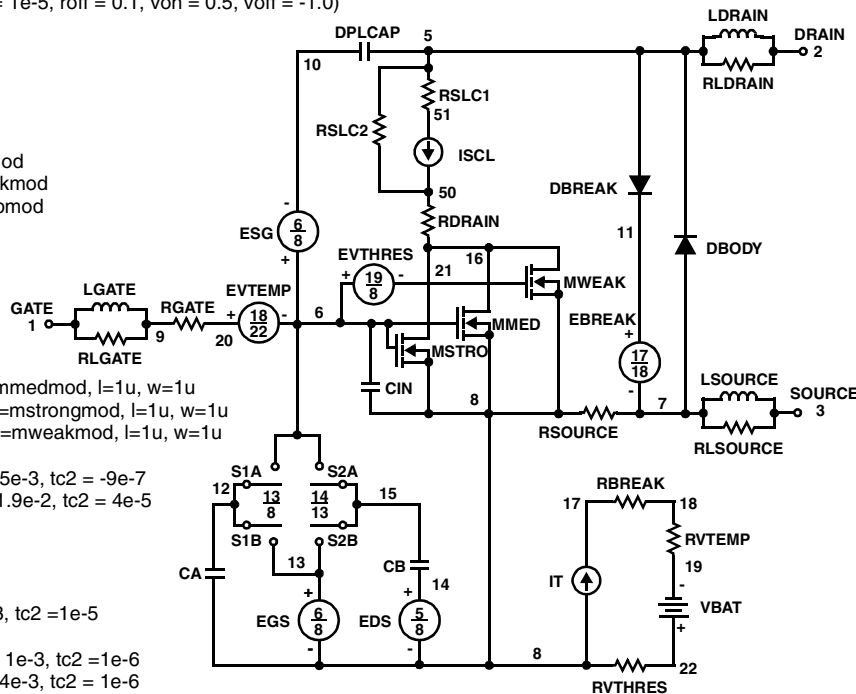 = 1e-5, roff = 0.1, von = 0.5, voff = -1.0)
LDRAIN
DPLCAP
5
DRAIN
2
10
RLDRAIN
RSLC1
51
RSLC2
ISCL
od
kmod
omod
DBREAK
50
-
RDRAIN
6
8
ESG
11
DBODY
+
EVTHRES
16
+
19
8
-
21
MWEAK
LGATE
EVTEMP
GATE
1
RGATE
+
18
22
-
6
MMED
EBREAK
+
9
20
MSTRO
17
18
-
RLGATE
LSOURCE
SOURCE
3
CIN
8
7
RSOURCE
RLSOURCE
mmedmod, l=1u, w=1u
=mstrongmod, l=1u, w=1u
=mweakmod, l=1u, w=1u
5e-3, tc2 = -9e-7
1.9e-2, tc2 = 4e-5
S1A
S2A
12
13
8
14
13
15
RBREAK
17
18
S1B
S2B
RVTEMP
13
CA
CB
19
14
IT
-
VBAT
+
+
+
EGS
6
8
EDS
5
8
-
-
8
22
RVTHRES
3, tc2 =1e-5
1e-3, tc2 =1e-6
4e-3, tc2 = 1e-6